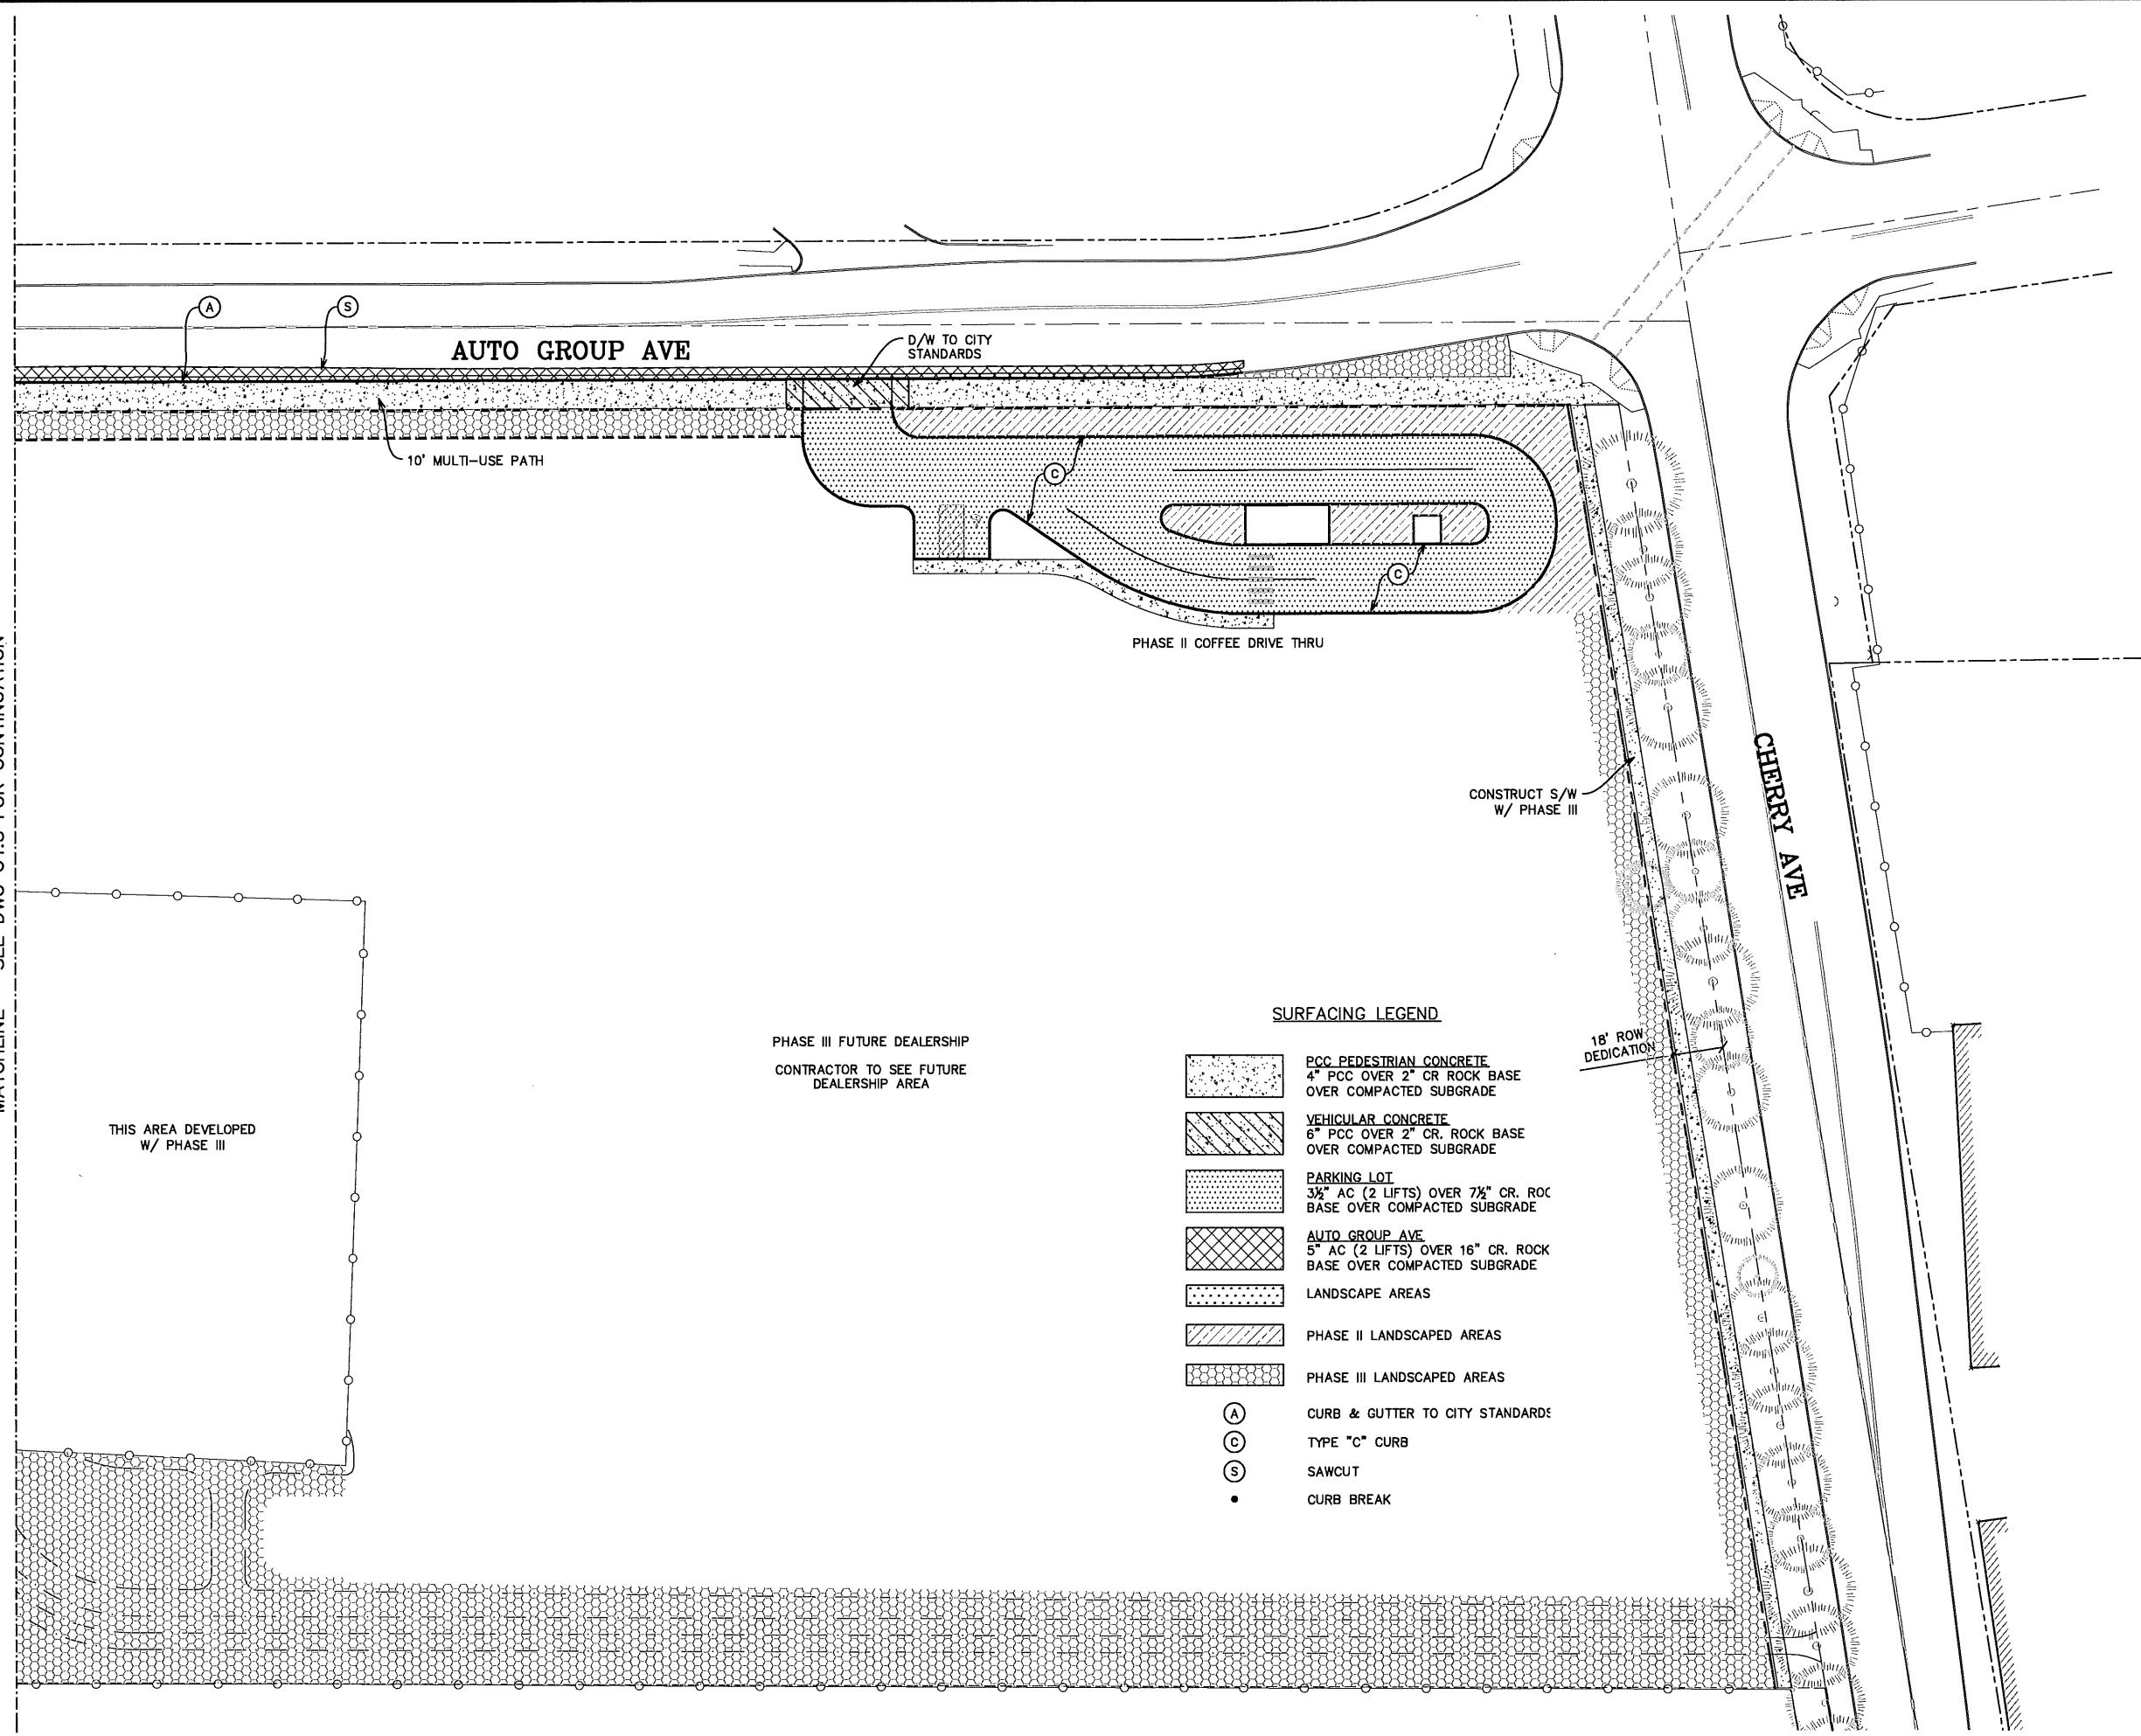 A
S
AUTO GROUP AVE
D/W TO CITY
STANDARDS
10' MULTI-USE PATH
C
C
PHASE II COFFEE DRIVE THRU
CONSTRUCT S/W
W/ PHASE III
CHERRY AVE
18' ROW
DEDICATION
PHASE III FUTURE DEALERSHIP
CONTRACTOR TO SEE FUTURE
DEALERSHIP AREA
THIS AREA DEVELOPED
W/ PHASE III
SURFACING LEGEND
PCC PEDESTRIAN CONCRETE
4" PCC OVER 2" CR ROCK BASE
OVER COMPACTED SUBGRADE
VEHICULAR CONCRETE
6" PCC OVER 2" CR. ROCK BASE
OVER COMPACTED SUBGRADE
PARKING LOT
3½" AC (2 LIFTS) OVER 7½" CR. ROC
BASE OVER COMPACTED SUBGRADE
AUTO GROUP AVE
5" AC (2 LIFTS) OVER 16" CR. ROCK
BASE OVER COMPACTED SUBGRADE
LANDSCAPE AREAS
PHASE II LANDSCAPED AREAS
PHASE III LANDSCAPED AREAS
A CURB & GUTTER TO CITY STANDARDS
C TYPE "C" CURB
S SAWCUT
• CURB BREAK